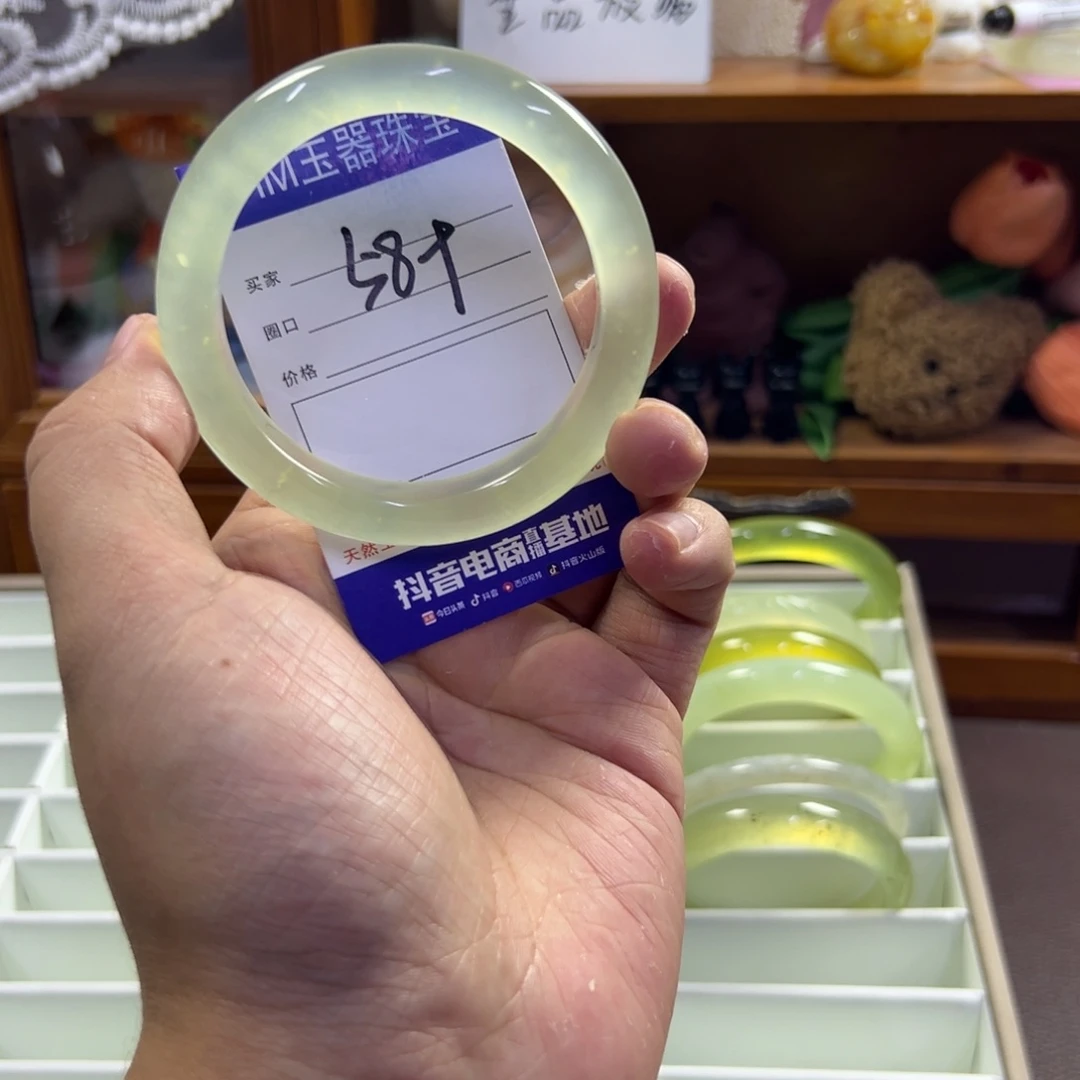 M玉器珠宝
买家 589
圈口
价格
天然
抖音电商直播基地
今日头条 抖音 西瓜视频 抖音火山版